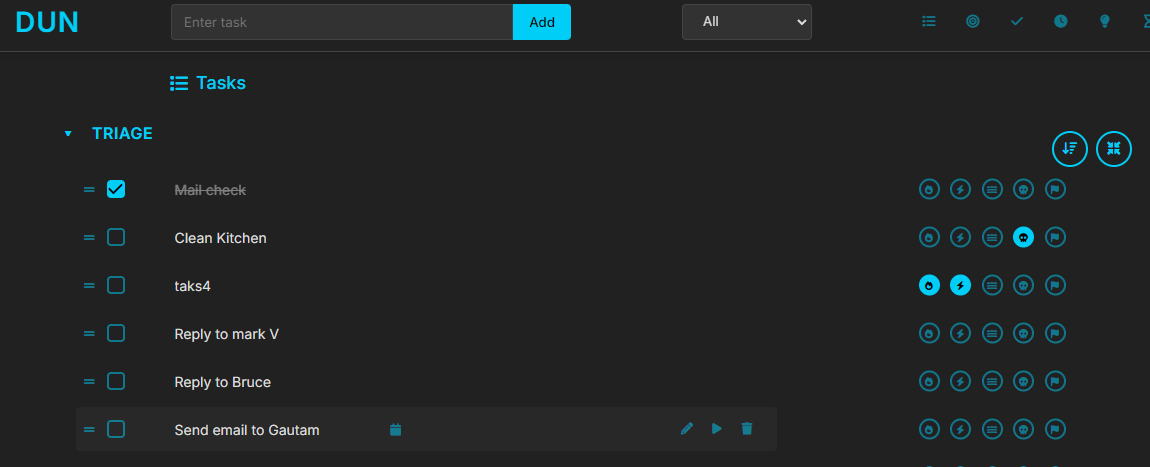 DUN
Enter task
Add
All
Tasks
TRIAGE
Mail check
Clean Kitchen
taks4
Reply to mark V
Reply to Bruce
Send email to Gautam